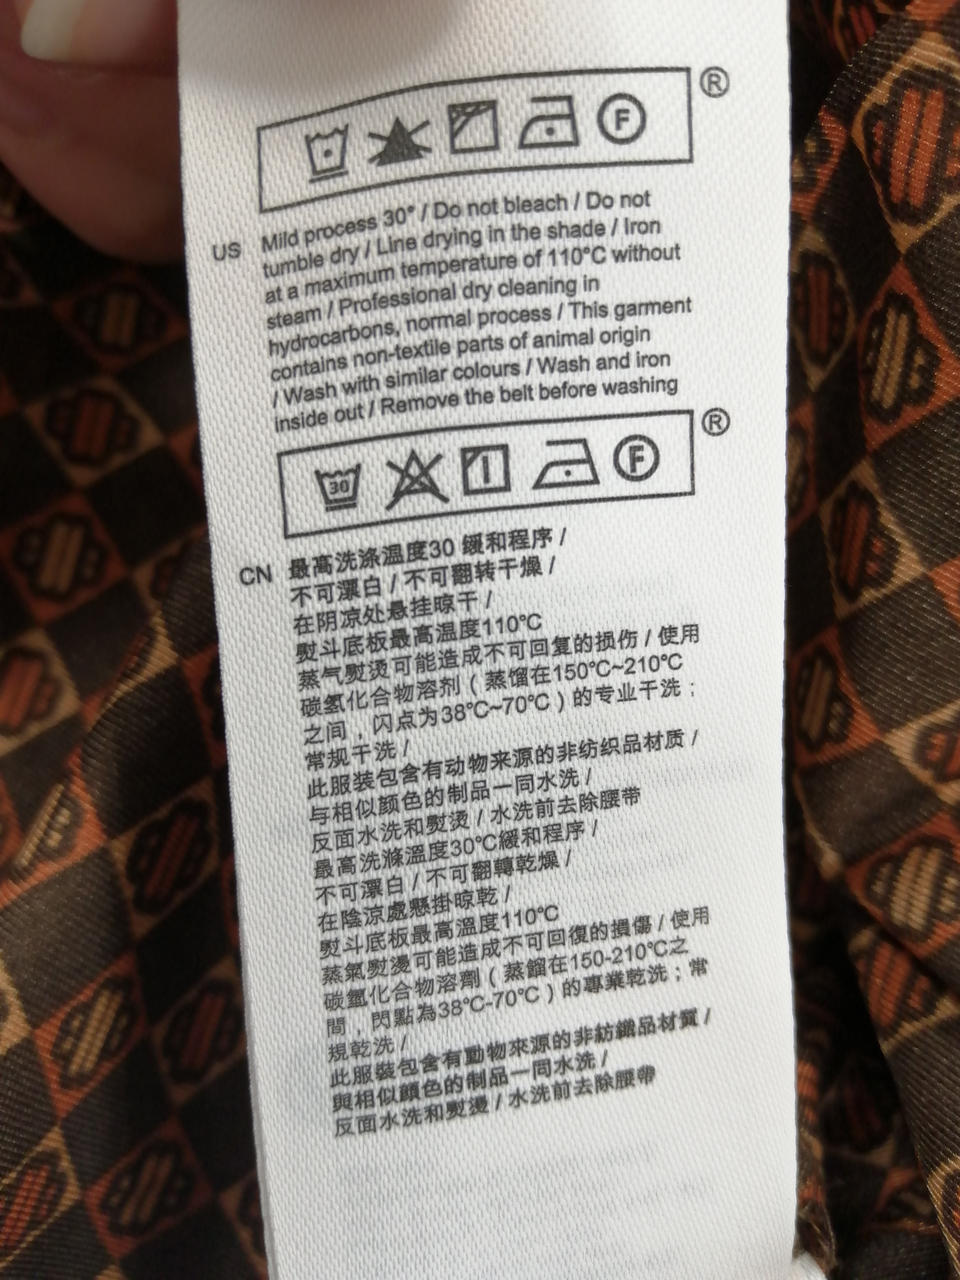 ®
F
US Mild process 30° / Do not bleach / Do not
tumble dry / Line drying in the shade / Iron
at a maximum temperature of 110°C without
steam / Professional dry cleaning in
hydrocarbons, normal process / This garment
contains non-textile parts of animal origin
/ Wash with similar colours / Wash and iron
inside out / Remove the belt before washing
®
30 F
CN 最高洗涤温度30 缓和程序 /
不可漂白 / 不可翻转干燥 /
在阴凉处悬挂晾干 /
熨斗底板最高温度110℃
蒸气熨烫可能造成不可回复的损伤 / 使用
碳氢化合物溶剂 ( 蒸馏在150℃~210℃
之间，闪点为38℃~70℃ ) 的专业干洗；
常规干洗 /
此服装包含有动物来源的非纺织品材质 /
与相似颜色的制品一同水洗 /
反面水洗和熨烫 / 水洗前去除腰带
最高洗滌溫度30℃緩和程序 /
不可漂白 / 不可翻轉乾燥 /
在陰涼處懸掛晾乾 /
熨斗底板最高溫度110℃
蒸氣熨燙可能造成不可回復的損傷 / 使用
碳氫化合物溶劑 ( 蒸餾在150-210℃之
間，閃點為38℃-70℃ ) 的專業乾洗；常
規乾洗 /
此服裝包含有動物來源的非紡織品材質 /
與相似顏色的制品一同水洗 /
反面水洗和熨燙 / 水洗前去除腰帶